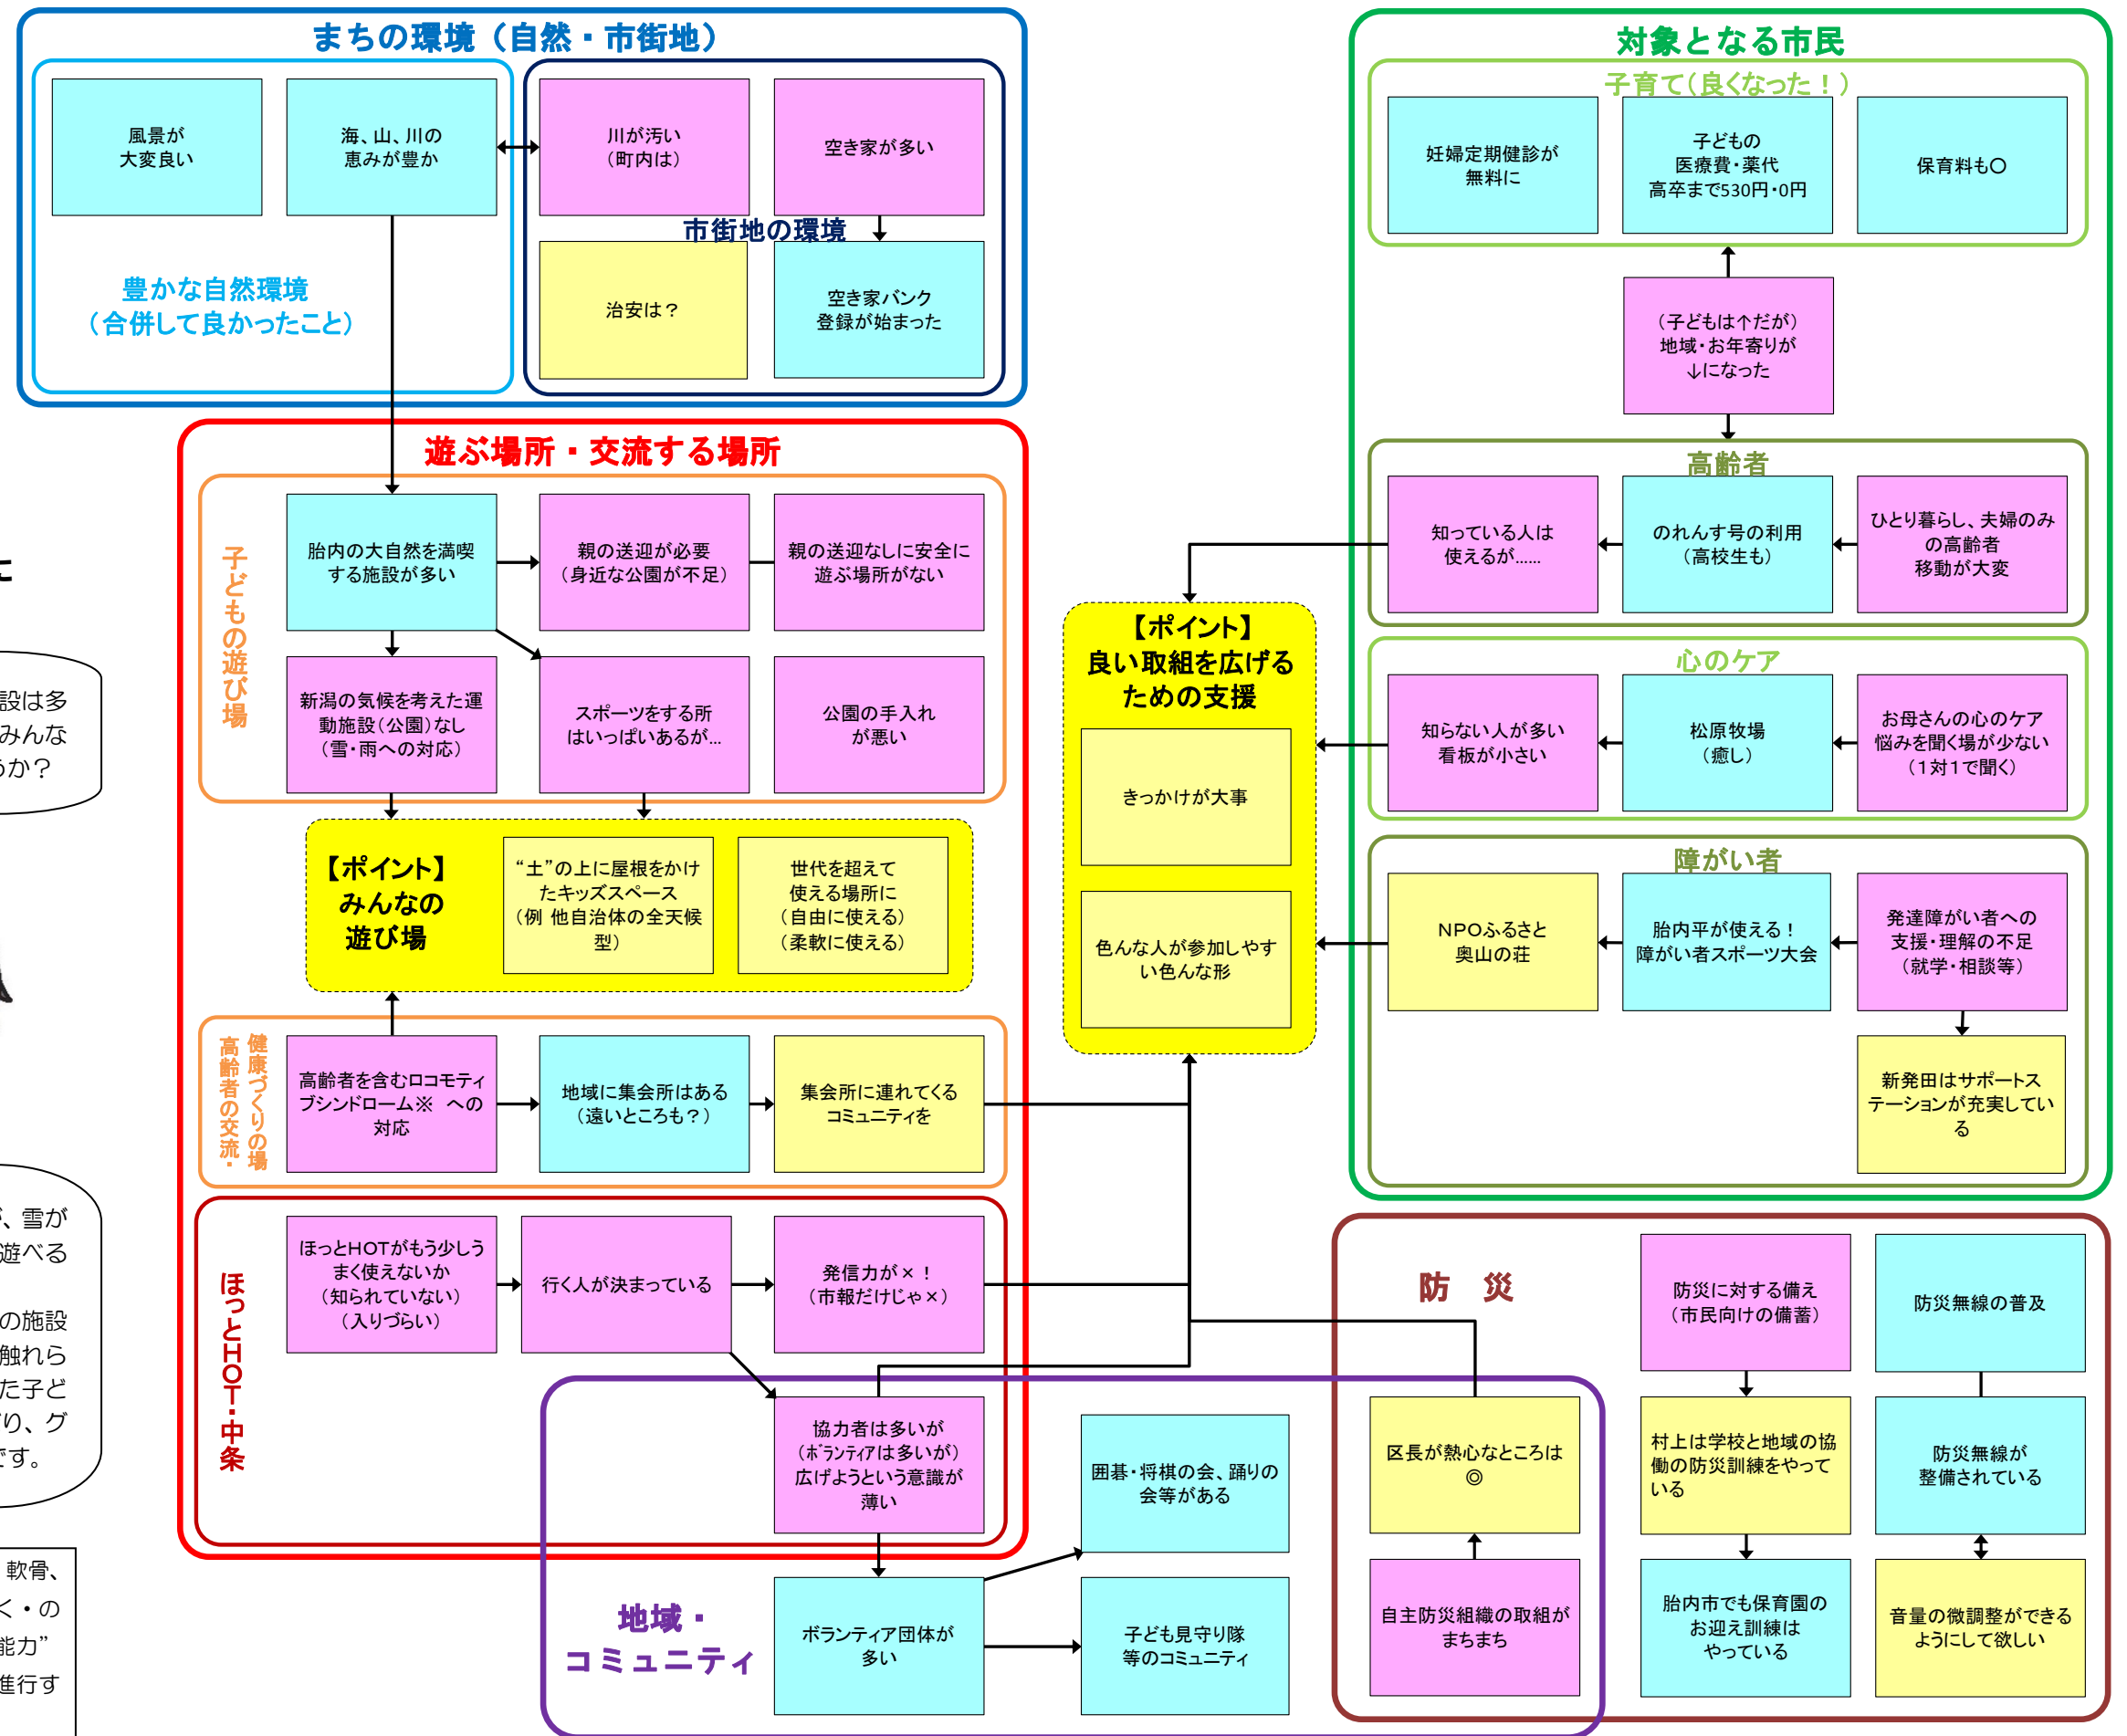 まちの環境（自然・市街地）
風景が
大変良い
海、山、川の
恵みが豊か
豊かな自然環境
（合併して良かったこと）
川が汚い
（町内は）
空き家が多い
市街地の環境
治安は？
空き家バンク
登録が始まった
対象となる市民
子育て（良くなった！）
妊婦定期健診が
無料に
子どもの
医療費・薬代
高卒まで530円・0円
保育料も〇
（子どもは↑だが）
地域・お年寄りが
↓になった
高齢者
知っている人は
使えるが……
のれんす号の利用
（高校生も）
ひとり暮らし、夫婦のみ
の高齢者
移動が大変
心のケア
知らない人が多い
看板が小さい
松原牧場
（癒し）
お母さんの心のケア
悩みを聞く場が少ない
（1対1で聞く）
障がい者
NPOふるさと
奥山の荘
胎内平が使える！
障がい者スポーツ大会
発達障がい者への
支援・理解の不足
（就学・相談等）
新発田はサポートス
テーションが充実してい
る
遊ぶ場所・交流する場所
子どもの遊び場
胎内の大自然を満喫
する施設が多い
親の送迎が必要
（身近な公園が不足）
親の送迎なしに安全に
遊ぶ場所がない
新潟の気候を考えた運
動施設（公園）なし
（雪・雨への対応）
スポーツをする所
はいっぱいあるが…
公園の手入れ
が悪い
【ポイント】
みんなの
遊び場
“土”の上に屋根をかけ
たキッズスペース
（例 他自治体の全天候
型）
世代を超えて
使える場所に
（自由に使える）
（柔軟に使える）
【ポイント】
良い取組を広げる
ための支援
きっかけが大事
色んな人が参加しやす
い色んな形
高齢者の交流・
健康づくりの場
高齢者を含むロコモティ
ブシンドローム※ への
対応
地域に集会所はある
（遠いところも？）
集会所に連れてくる
コミュニティを
ほっとHOT・中条
ほっとHOTがもう少しう
まく使えないか
（知られていない）
（入りづらい）
行く人が決まっている
発信力が×！
（市報だけじゃ×）
協力者は多いが
（ボランティアは多いが）
広げようという意識が
薄い
地域・
コミュニティ
ボランティア団体が
多い
囲碁・将棋の会、踊りの
会等がある
子ども見守り隊
等のコミュニティ
防 災
区長が熱心なところは
◎
自主防災組織の取組が
まちまち
防災に対する備え
（市民向けの備蓄）
村上は学校と地域の協
働の防災訓練をやって
いる
胎内市でも保育園の
お迎え訓練は
やっている
防災無線の普及
防災無線が
整備されている
音量の微調整ができる
ようにして欲しい
に
設は多
みんな
うか？
、雪が
遊べる
の施設
触れら
た子ど
り、グ
です。
軟骨、
く・の
能力”
進行す